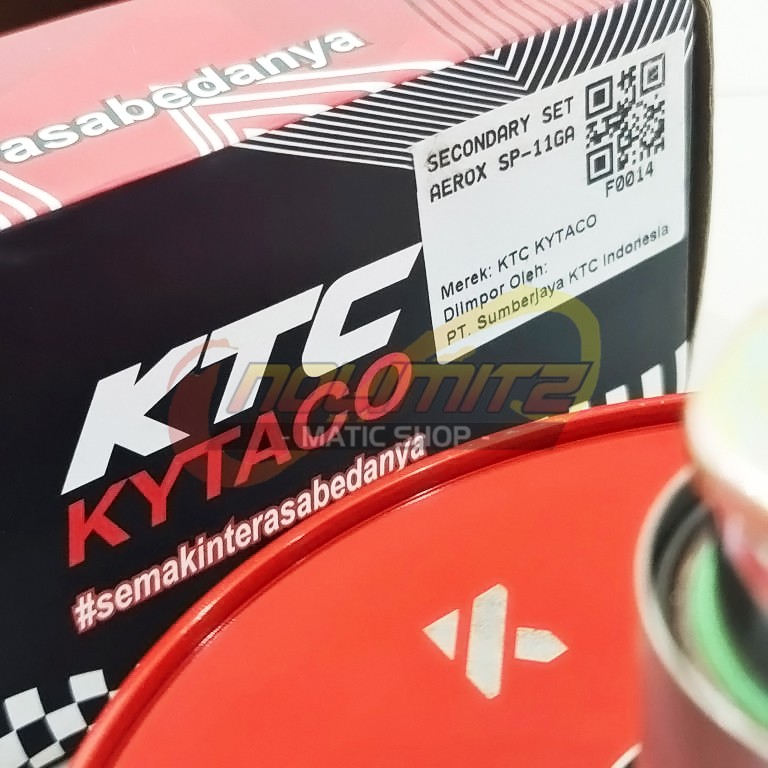 asabedanya
SECONDARY SET
AEROX SP-11GA
F0014
Merek: KTC KYTACO
DiImpor Oleh:
PT. Sumberjaya KTC Indonesia
KTC
KYTACO
#semakinterasabedanya
NOLIMITZ
- MATIC SHOP -